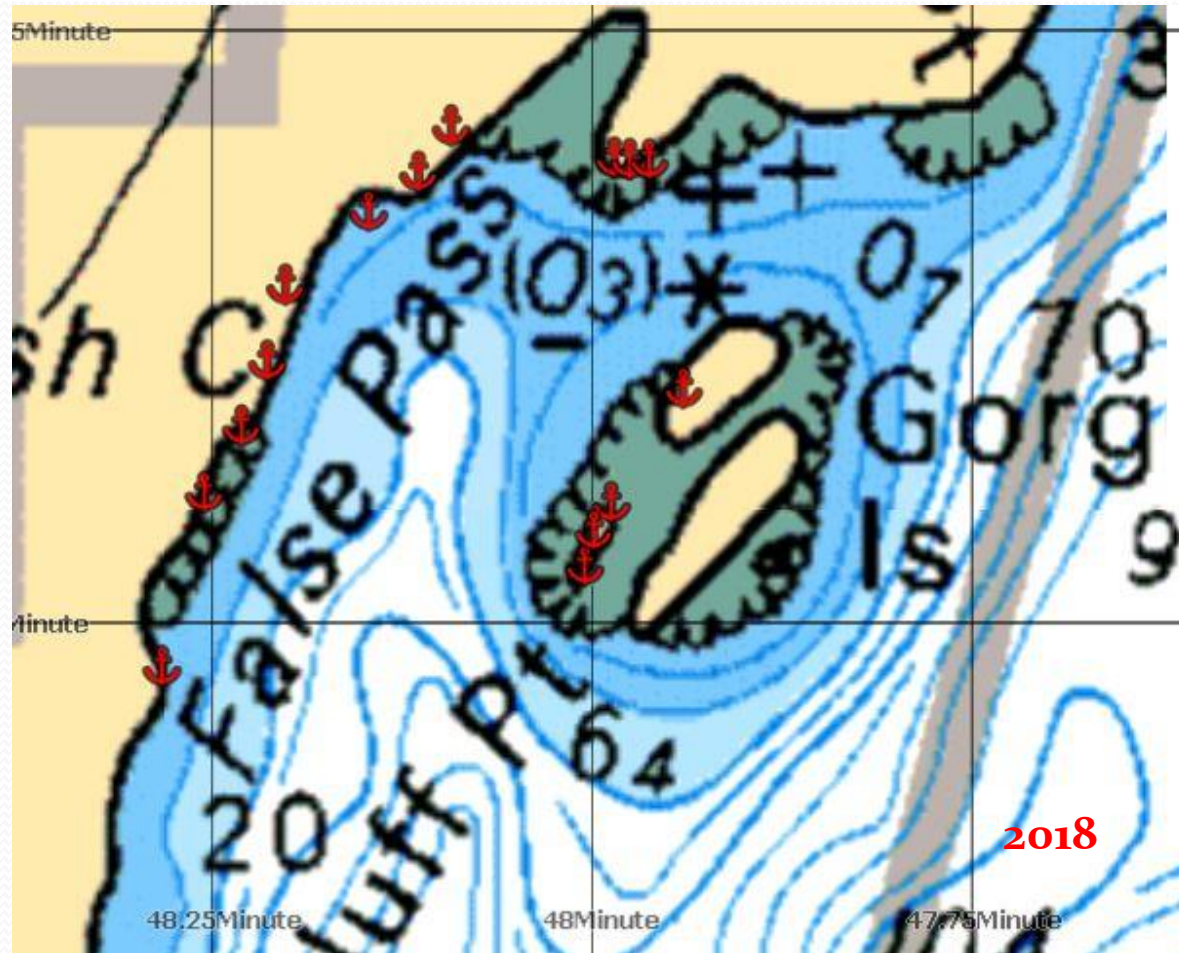 5Minute
False Pass
(03)
07
sh C
70
Gorg
Is
9
Minute
64
20
luff Pt
2018
48.25Minute
48Minute
47.75Minute